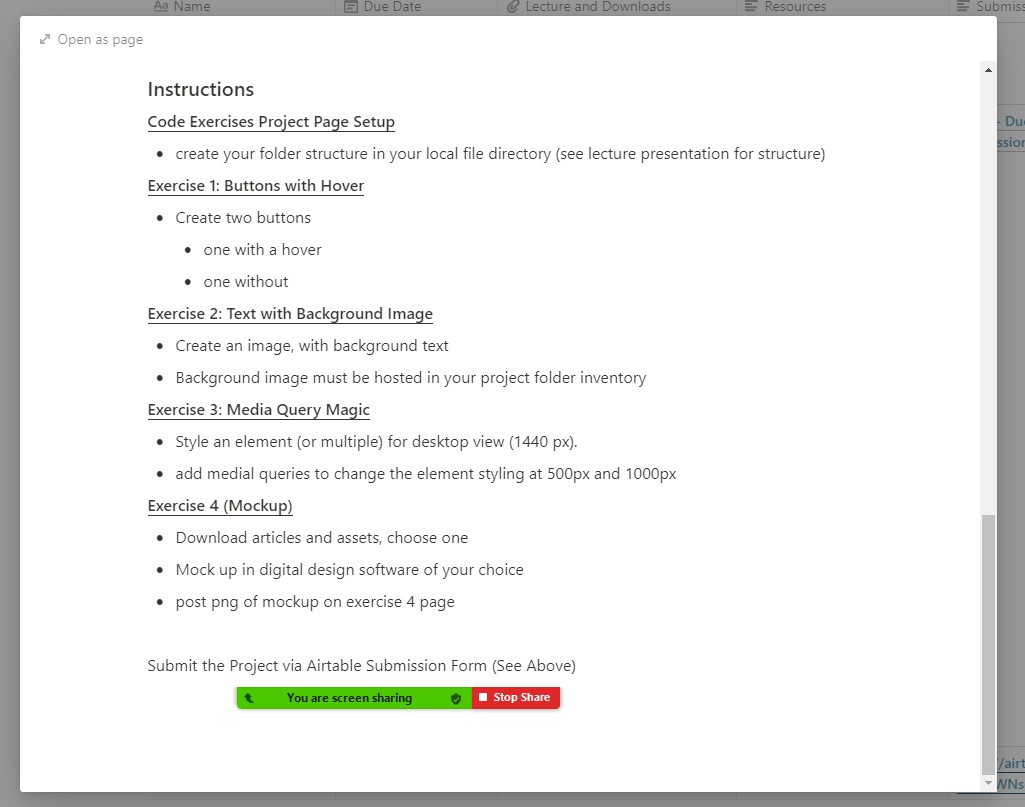 Name
Due Date
Lecture and Downloads
Resources
Open as page
Instructions
Code Exercises Project Page Setup
create your folder structure in your local file directory (see lecture presentation for structure)
Exercise 1: Buttons with Hover
Create two buttons
one with a hover
one without
Exercise 2: Text with Background Image
Create an image, with background text
Background image must be hosted in your project folder inventory
Exercise 3: Media Query Magic
Style an element (or multiple) for desktop view (1440 px).
add medial queries to change the element styling at 500px and 1000px
Exercise 4 (Mockup)
Download articles and assets, choose one
Mock up in digital design software of your choice
post png of mockup on exercise 4 page
Submit the Project via Airtable Submission Form (See Above)
You are screen sharing
Stop Share